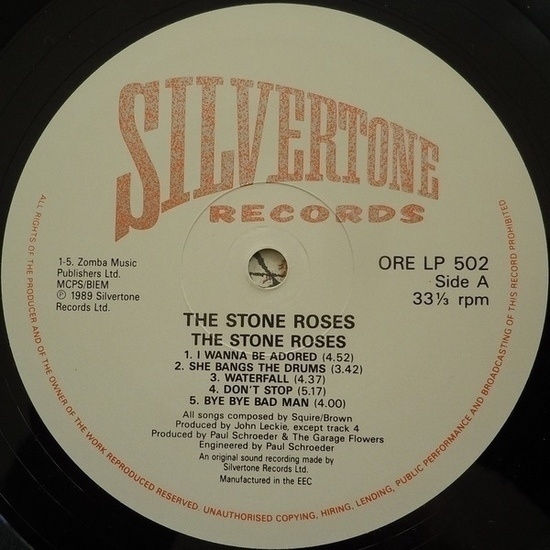 SILVERTONE
RECORDS
1-5. Zomba Music
Publishers Ltd.
MCPS/BIEM
℗ 1989 Silvertone
Records Ltd.
ORE LP 502
Side A
33⅓ rpm
THE STONE ROSES
THE STONE ROSES
1. I WANNA BE ADORED (4.52)
2. SHE BANGS THE DRUMS (3.42)
3. WATERFALL (4.37)
4. DON'T STOP (5.17)
5. BYE BYE BAD MAN (4.00)
All songs composed by Squire/Brown
Produced by John Leckie, except track 4
Produced by Paul Schroeder & The Garage Flowers
Engineered by Paul Schroeder
An original sound recording made by
Silvertone Records Ltd.
Manufactured in the EEC
ALL RIGHTS OF THE PRODUCER AND OF THE OWNER OF THE WORK REPRODUCED RESERVED. UNAUTHORISED COPYING, HIRING, LENDING, PUBLIC PERFORMANCE AND BROADCASTING OF THIS RECORD PROHIBITED